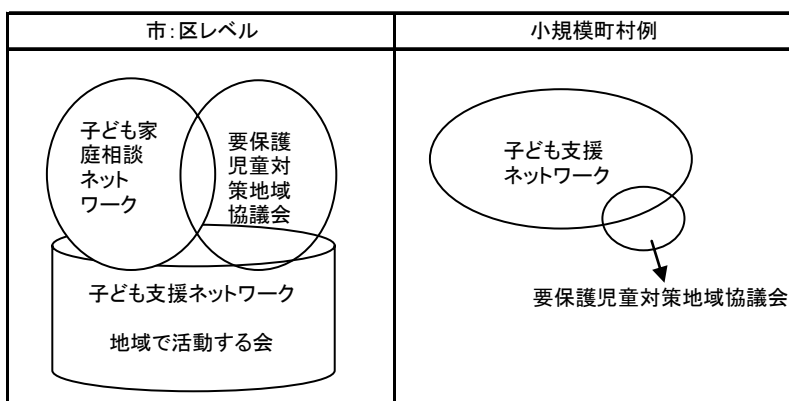 市:区レベル
小規模町村例
子ども家
庭相談
ネット
ワーク
要保護
児童対
策地域
協議会
子ども支援ネットワーク
地域で活動する会
子ども支援
ネットワーク
要保護児童対策地域協議会